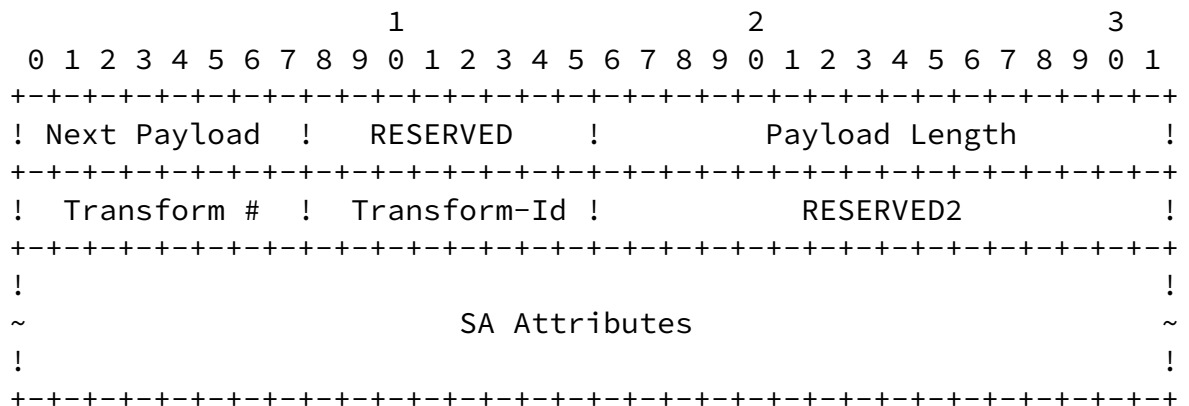 1                   2                   3
 0 1 2 3 4 5 6 7 8 9 0 1 2 3 4 5 6 7 8 9 0 1 2 3 4 5 6 7 8 9 0 1
+-+-+-+-+-+-+-+-+-+-+-+-+-+-+-+-+-+-+-+-+-+-+-+-+-+-+-+-+-+-+-+-+
! Next Payload  !   RESERVED    !         Payload Length        !
+-+-+-+-+-+-+-+-+-+-+-+-+-+-+-+-+-+-+-+-+-+-+-+-+-+-+-+-+-+-+-+-+
!  Transform #  !  Transform-Id !           RESERVED2           !
+-+-+-+-+-+-+-+-+-+-+-+-+-+-+-+-+-+-+-+-+-+-+-+-+-+-+-+-+-+-+-+-+
!                                                               !
~                        SA Attributes                          ~
!                                                               !
+-+-+-+-+-+-+-+-+-+-+-+-+-+-+-+-+-+-+-+-+-+-+-+-+-+-+-+-+-+-+-+-+